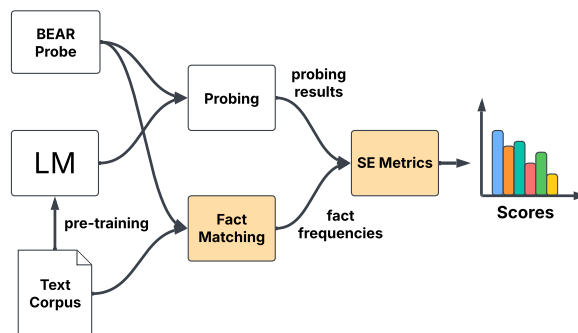 BEAR
Probe
probing
results
Probing
LM
SE Metrics
Scores
pre-training
Fact
Matching
fact
frequencies
Text
Corpus